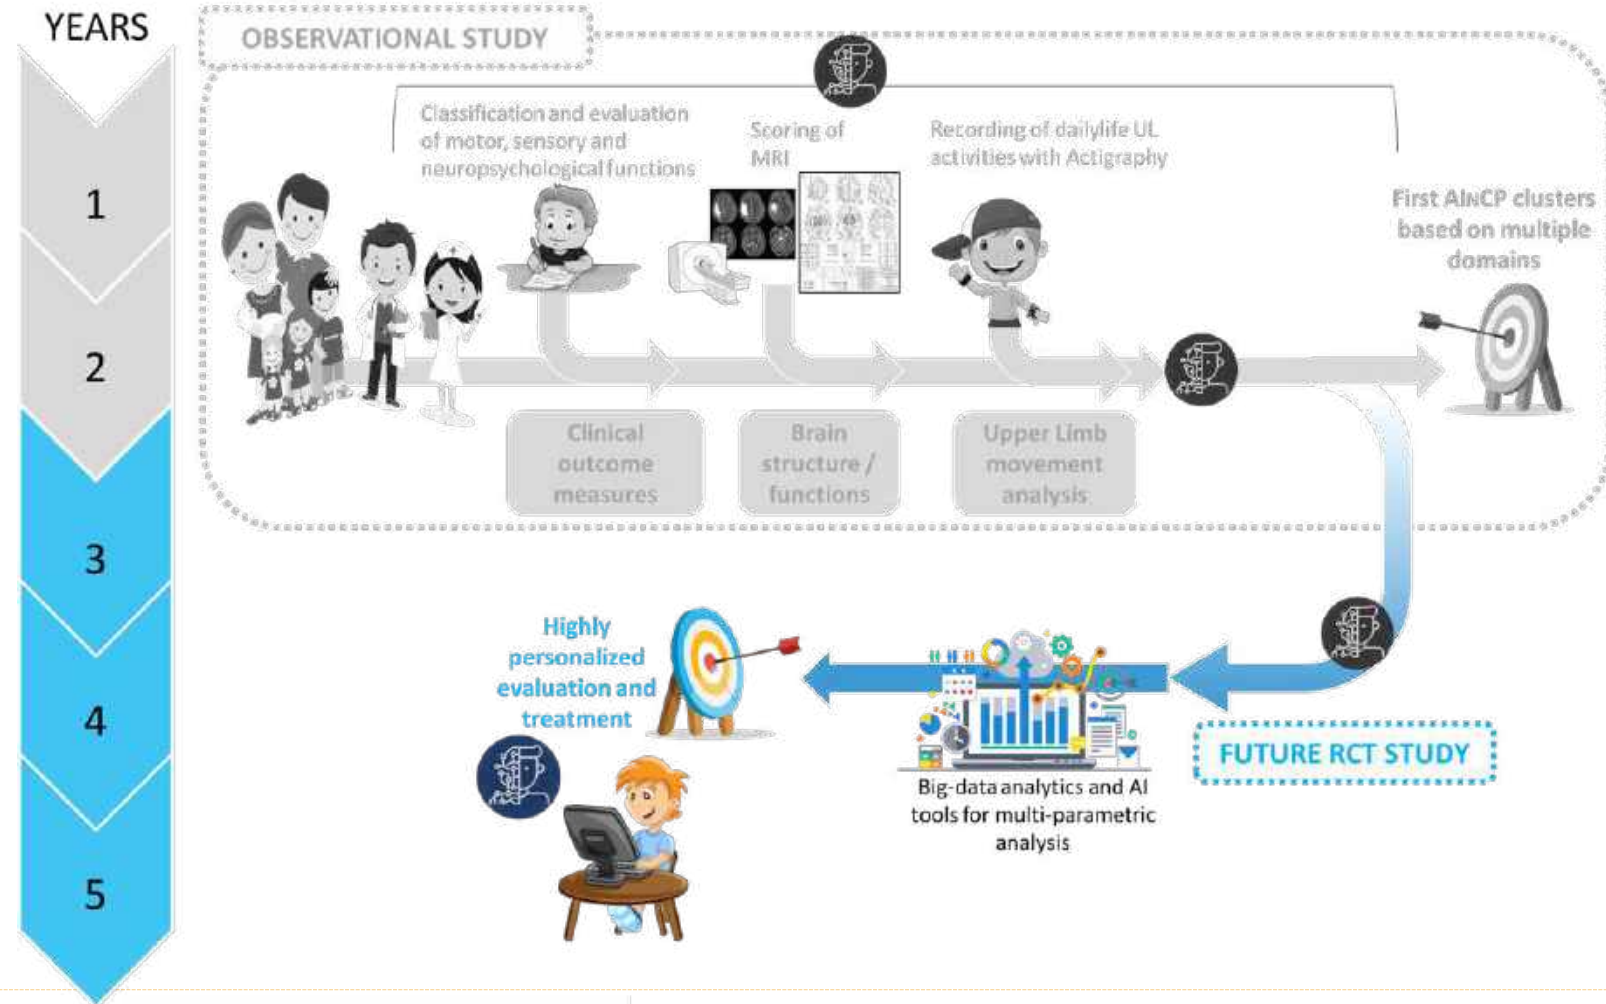 YEARS
1
2
3
4
5
OBSERVATIONAL STUDY
Classification and evaluation
of motor, sensory and
neuropsychological functions
Scoring of
MRI
Recording of dailylife UL
activities with Actigraphy
First AInCP clusters
based on multiple
domains
Clinical
outcome
measures
Brain
structure /
functions
Upper Limb
movement
analysis
Highly
personalized
evaluation and
treatment
Big-data analytics and AI
tools for multi-parametric
analysis
FUTURE RCT STUDY